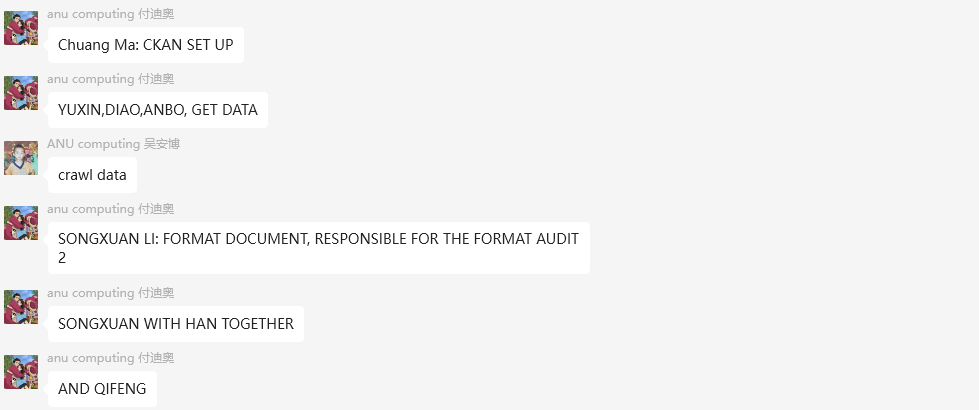 anu computing 付迪奥
Chuang Ma: CKAN SET UP
anu computing 付迪奥
YUXIN,DIAO,ANBO, GET DATA
ANU computing 吴安博
crawl data
anu computing 付迪奥
SONGXUAN LI: FORMAT DOCUMENT, RESPONSIBLE FOR THE FORMAT AUDIT
2
anu computing 付迪奥
SONGXUAN WITH HAN TOGETHER
anu computing 付迪奥
AND QIFENG